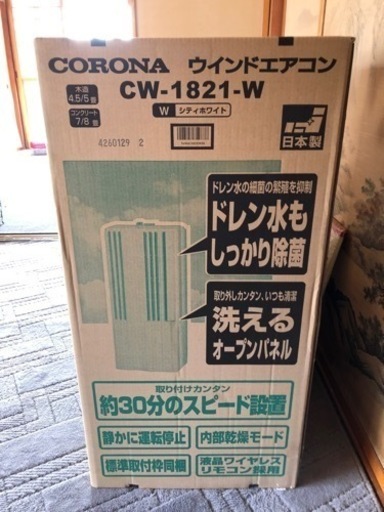 CORONA ウインドエアコン
CW-1821-W
木造
4.5/5畳
コンクリート
7/8畳
W シティホワイト
4260129 2
日本製
ドレン水の細菌の繁殖を抑制
ドレン水も
しっかり除菌
取り外しカンタン、いつも清潔
洗える
オープンパネル
取り付けカンタン
約30分のスピード設置
静かに運転停止
内部乾燥モード
標準取付枠同梱
液晶ワイヤレス
リモコン採用